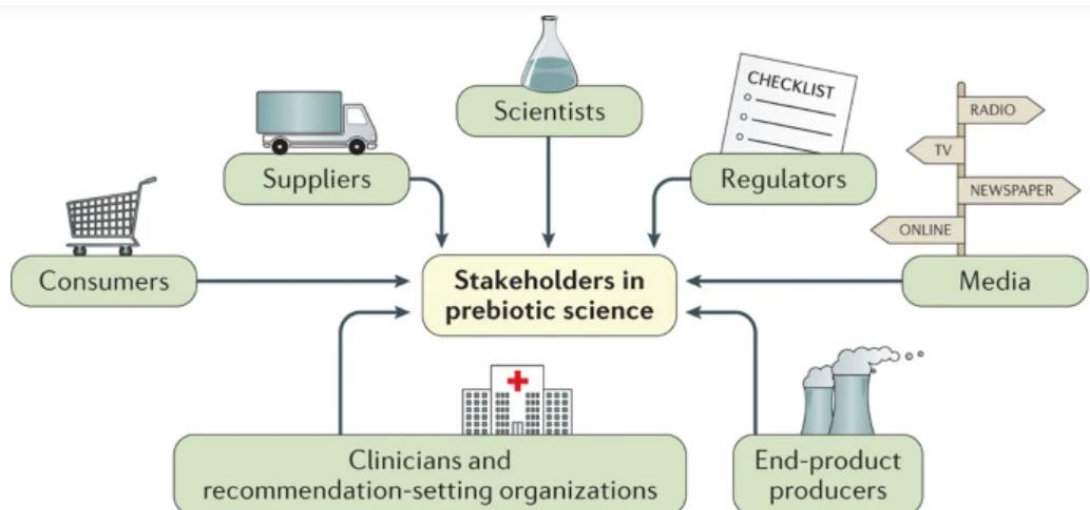 Scientists
CHECKLIST
RADIO
TV
NEWSPAPER
ONLINE
Suppliers
Regulators
Consumers
Stakeholders in
prebiotic science
Media
Clinicians and
recommendation-setting organizations
End-product
producers